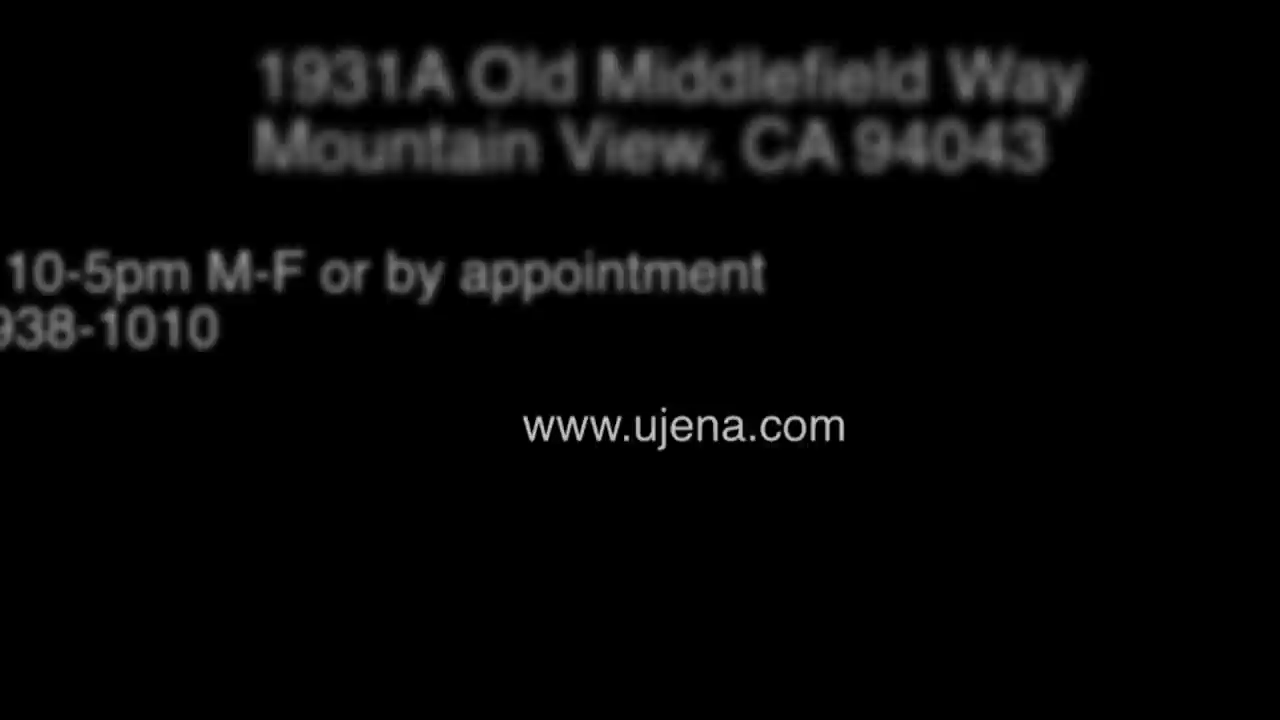 1931A Old Middlefield Way
Mountain View, CA 94043
10-5pm M-F or by appointment
938-1010
www.ujena.com